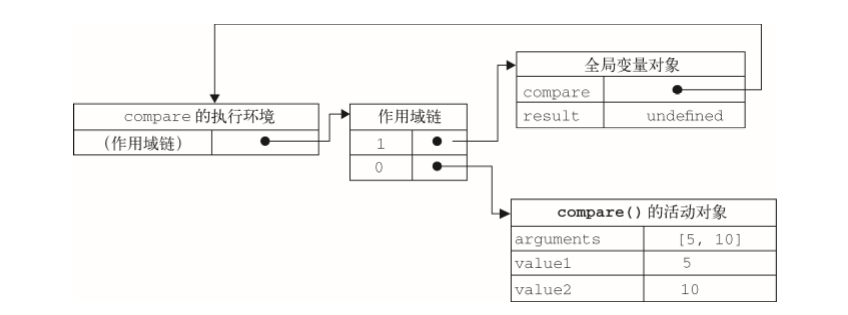 全局变量对象
compare
result undefined
compare 的执行环境
(作用域链)
作用域链
1
0
compare() 的活动对象
arguments [5, 10]
value1 5
value2 10